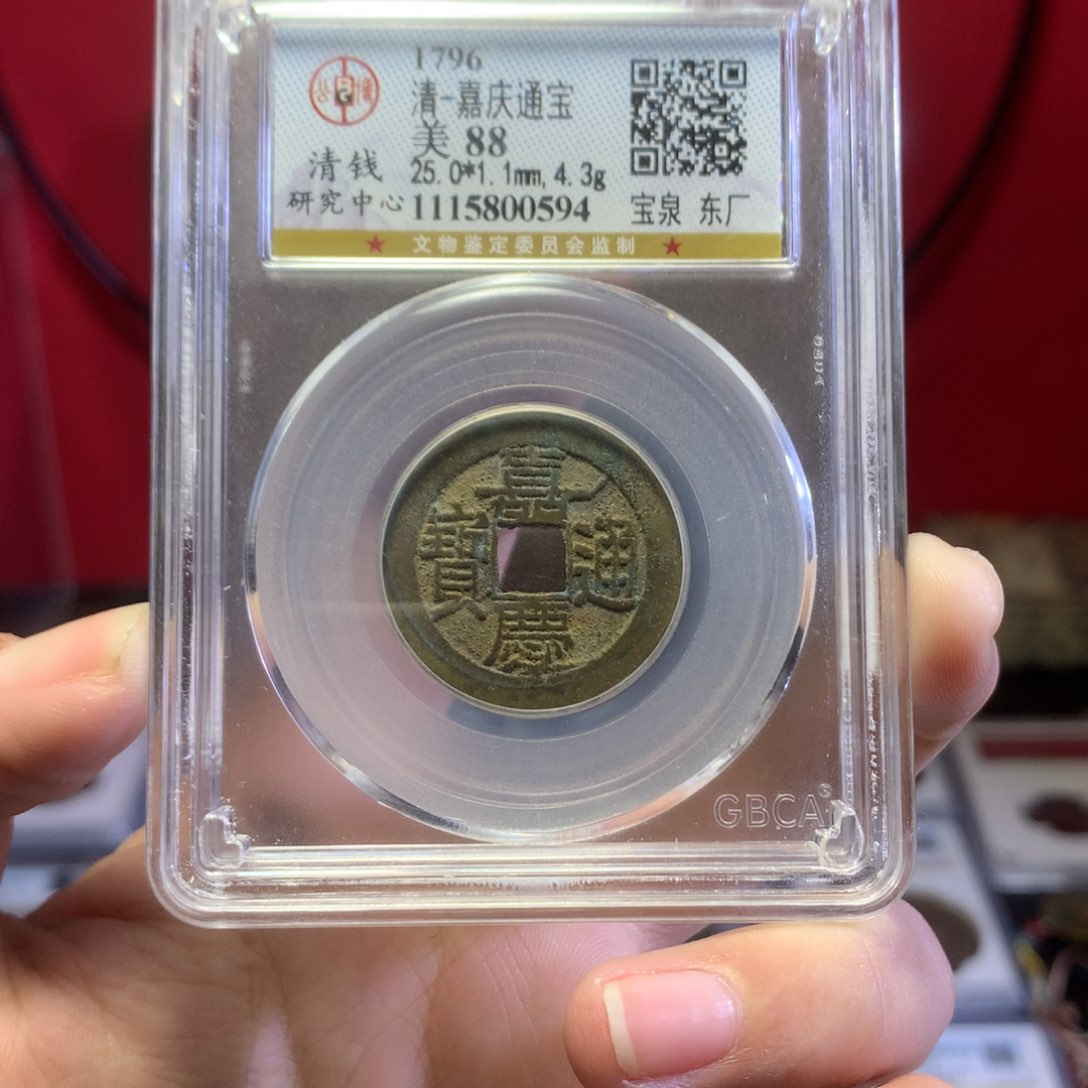 1796
清-嘉庆通宝
美 88
清钱 25.0*1.1mm, 4.3g
研究中心 1115800594 宝泉 东厂
★ 文物鉴定委员会监制 ★
嘉慶通寶
GBCA
GBCA